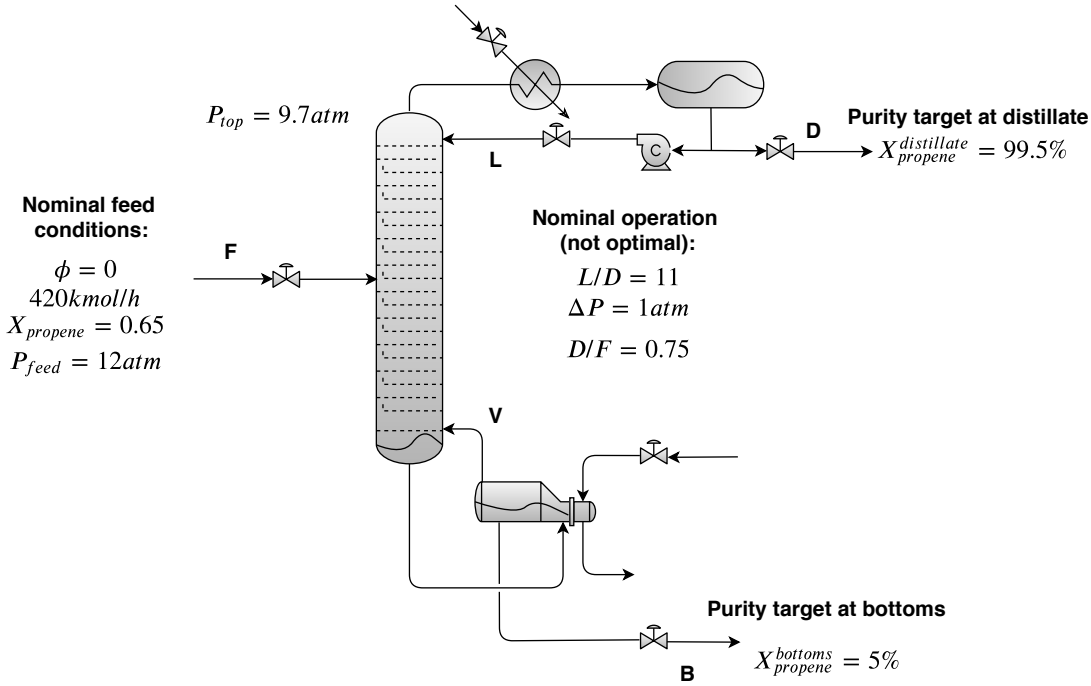 P_top = 9.7atm
C
D
Purity target at distillate
X_propene^distillate = 99.5%
L
Nominal feed
conditions:
ϕ = 0
420kmol/h
X_propene = 0.65
P_feed = 12atm
F
Nominal operation
(not optimal):
L/D = 11
ΔP = 1atm
D/F = 0.75
V
Purity target at bottoms
X_propene^bottoms = 5%
B